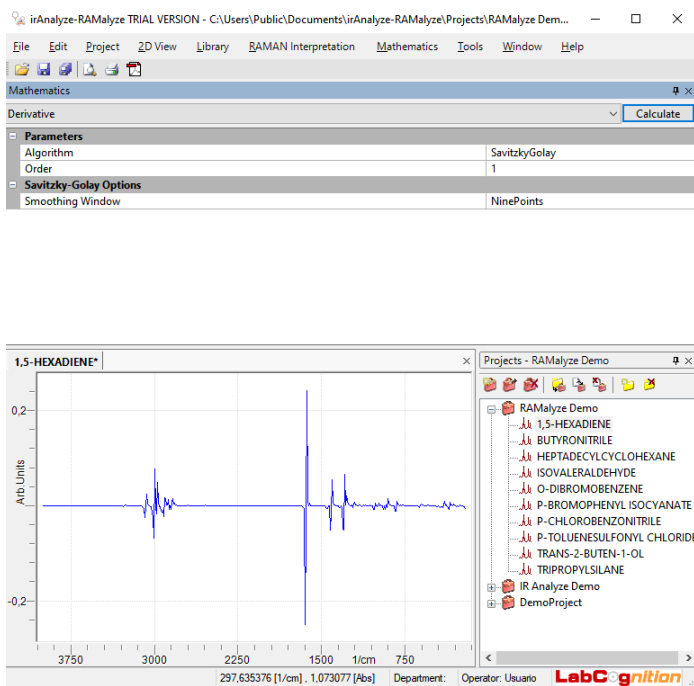 irAnalyze-RAMalyze TRIAL VERSION - C:\Users\Public\Documents\irAnalyze-RAMalyze\Projects\RAMalyze Dem...
File Edit Project 2D View Library RAMAN Interpretation Mathematics Tools Window Help
Mathematics
Derivative Calculate
Parameters
Algorithm SavitzkyGolay
Order 1
Savitzky-Golay Options
Smoothing Window NinePoints
1,5-HEXADIENE*
Projects - RAMalyze Demo
RAMalyze Demo
1,5-HEXADIENE
BUTYRONITRILE
HEPTADECYLCYCLOHEXANE
ISOVALERALDEHYDE
O-DIBROMOBENZENE
P-BROMOPHENYL ISOCYANATE
P-CHLOROBENZONITRILE
P-TOLUENESULFONYL CHLORIDE
TRANS-2-BUTEN-1-OL
TRIPROPYLSILANE
IR Analyze Demo
DemoProject
0,2
Arb Units
-0,2
3750 3000 2250 1500 1/cm 750
297,635376 [1/cm] , 1,073077 [Abs] Department: Operator: Usuario LabCognition